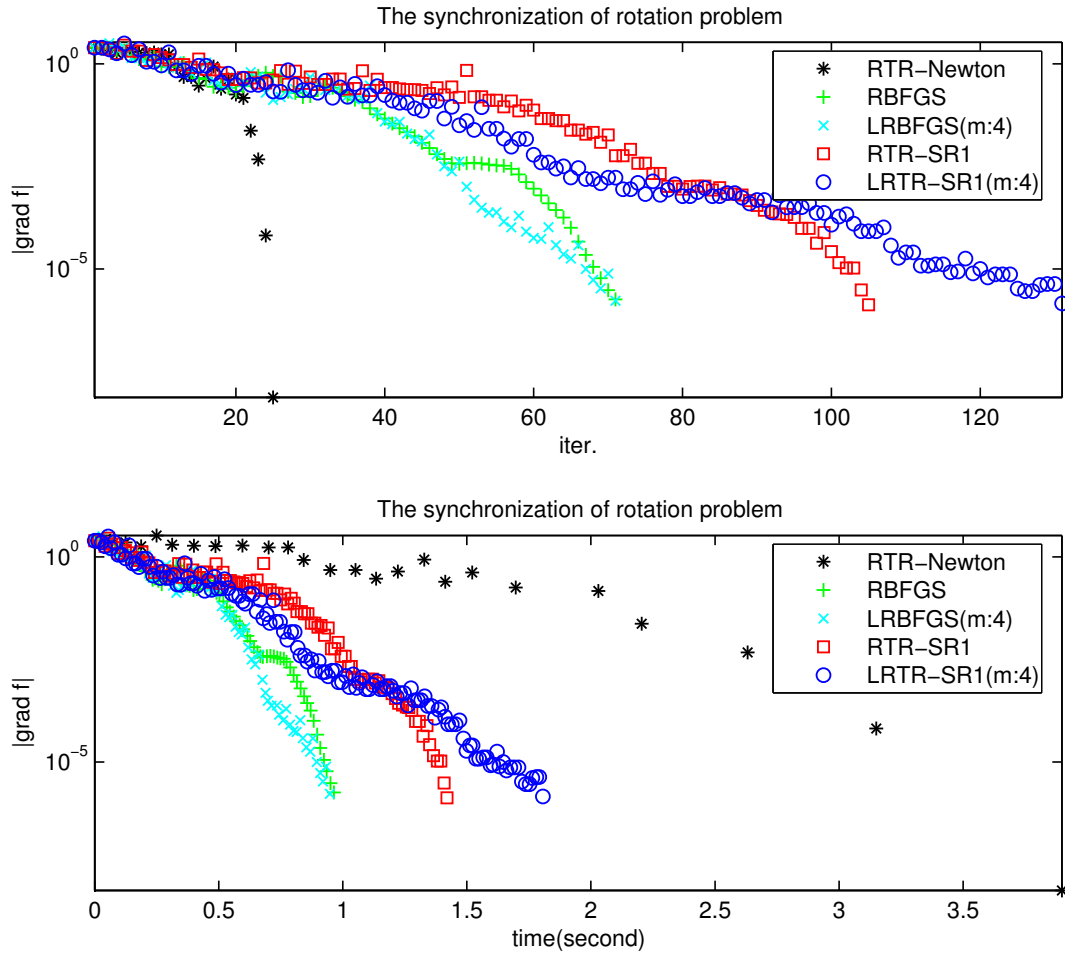 The synchronization of rotation problem
10^0
10^-5
|grad f|
RTR-Newton
RBFGS
LRBFGS(m:4)
RTR-SR1
LRTR-SR1(m:4)
20 40 60 80 100 120
iter.
The synchronization of rotation problem
10^0
10^-5
|grad f|
RTR-Newton
RBFGS
LRBFGS(m:4)
RTR-SR1
LRTR-SR1(m:4)
0 0.5 1 1.5 2 2.5 3 3.5
time(second)